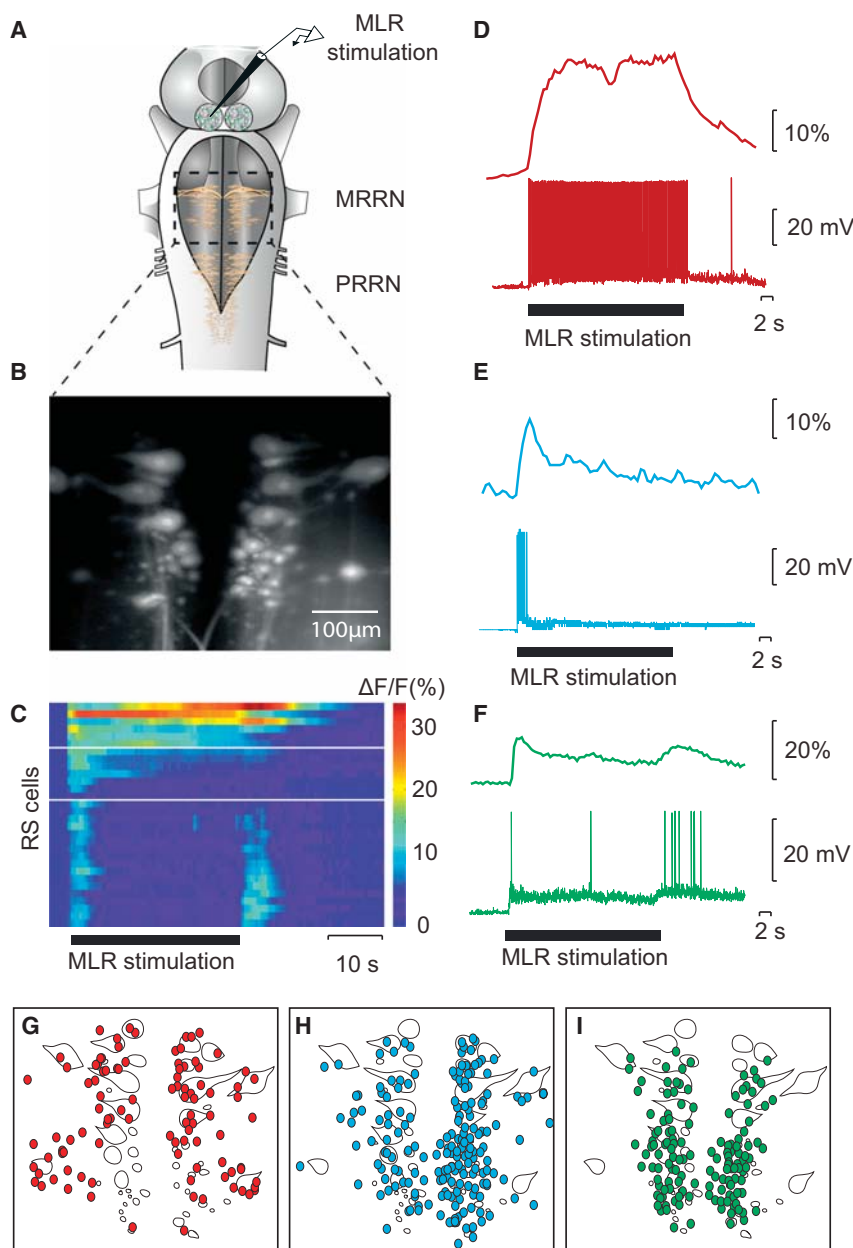 A
MLR
stimulation
MRRN
PRRN
B
100μm
C
ΔF/F(%)
30
20
10
0
RS cells
MLR stimulation
10 s
D
10%
20 mV
2 s
MLR stimulation
E
10%
20 mV
2 s
MLR stimulation
F
20%
20 mV
2 s
MLR stimulation
G
H
I